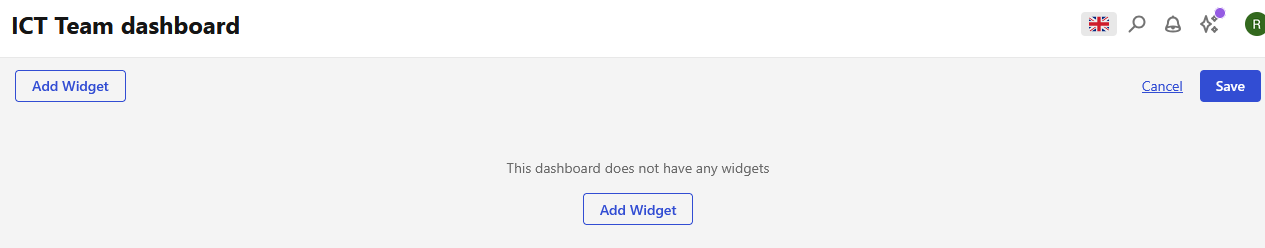 ICT Team dashboard
R
Add Widget
Cancel
Save
This dashboard does not have any widgets
Add Widget